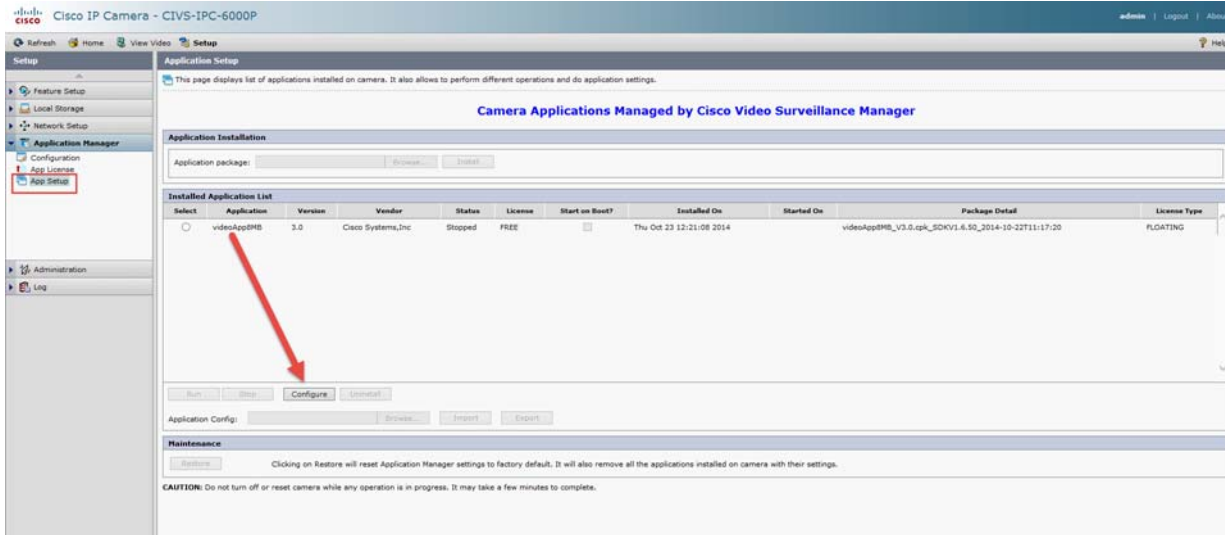 cisco Cisco IP Camera - CIVS-IPC-6000P
admin | Logout | Abou
Refresh Home View Video Setup
Help
Setup
Feature Setup
Local Storage
Network Setup
Application Manager
Configuration
App License
App Setup
Administration
Log
Application Setup
This page displays list of applications installed on camera. It also allows to perform different operations and do application settings.
Camera Applications Managed by Cisco Video Surveillance Manager
Application Installation
Application package: Browse... Install
Installed Application List
Select Application Version Vendor Status License Start on Boot? Installed On Started On Package Detail License Type
videoApp8MB 3.0 Cisco Systems,Inc Stopped FREE Thu Oct 23 12:21:08 2014 videoApp8MB_V3.0.cpk_SDKV1.6.50_2014-10-22T11:17:20 FLOATING
Run Stop Configure Uninstall
Application Config: Browse... Import Export
Maintenance
Restore Clicking on Restore will reset Application Manager settings to factory default. It will also remove all the applications installed on camera with their settings.
CAUTION: Do not turn off or reset camera while any operation is in progress. It may take a few minutes to complete.